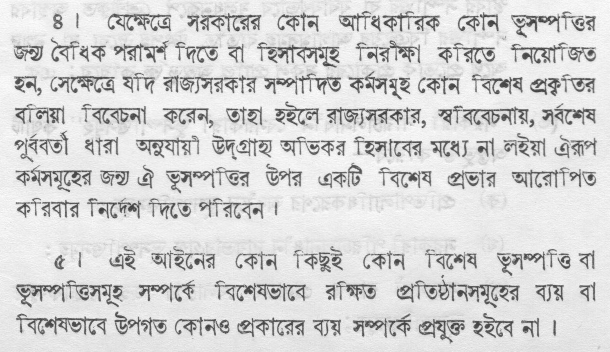 ৪। যেক্ষেত্রে সরকারের কোন আধিকারিক কোন ভূসম্পত্তির
জন্য বৈধিক পরামর্শ দিতে বা হিসাবসমূহ নিরীক্ষা করিতে নিয়োজিত
হন, সেক্ষেত্রে যদি রাজ্যসরকার সম্পাদিত কর্মসমূহ কোন বিশেষ প্রকৃতির
বলিয়া বিবেচনা করেন, তাহা হইলে রাজ্যসরকার, স্ববিবেচনায়, সর্বশেষ
পূর্ববর্তী ধারা অনুযায়ী উদ্‌গ্রাহ্য অভিকর হিসাবের মধ্যে না লইয়া ঐরূপ
কর্মসমূহের জন্য ঐ ভূসম্পত্তির উপর একটি বিশেষ প্রভার আরোপিত
করিবার নির্দেশ দিতে পারিবেন।
৫। এই আইনের কোন কিছুই কোন বিশেষ ভূসম্পত্তি বা
ভূসম্পত্তিসমূহ সম্পর্কে বিশেষভাবে রক্ষিত প্রতিষ্ঠানসমূহের ব্যয় বা
বিশেষভাবে উপগত কোনও প্রকারের ব্যয় সম্পর্কে প্রযুক্ত হইবে না।